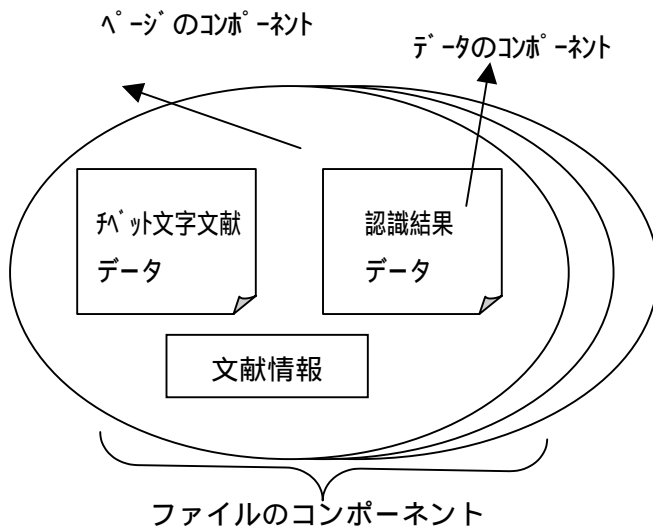 ページのコンポーネント
データのコンポーネント
チベット文字文献
データ
認識結果
データ
文献情報
ファイルのコンポーネント